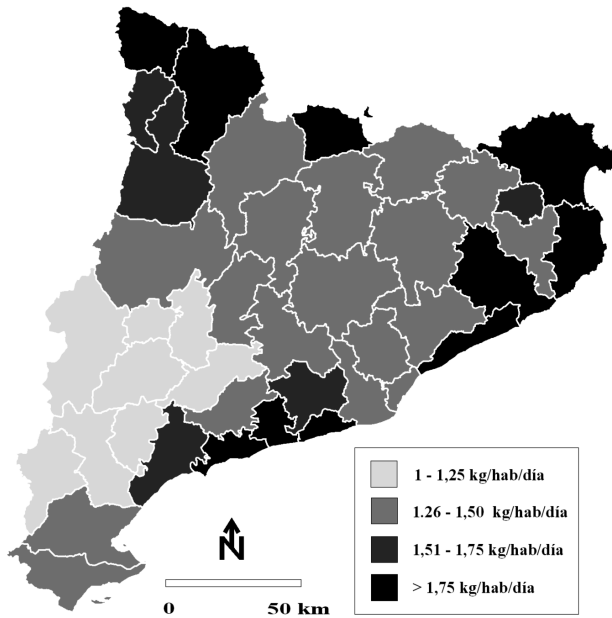 1 - 1,25 kg/hab/día
1.26 - 1,50 kg/hab/día
1,51 - 1,75 kg/hab/día
> 1,75 kg/hab/día
N
0 50 km